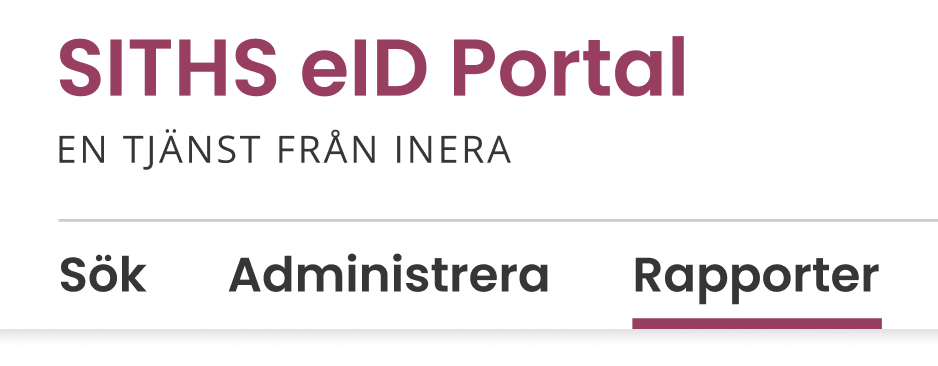 SITHS eID Portal
EN TJÄNST FRÅN INERA
Sök Administrera Rapporter